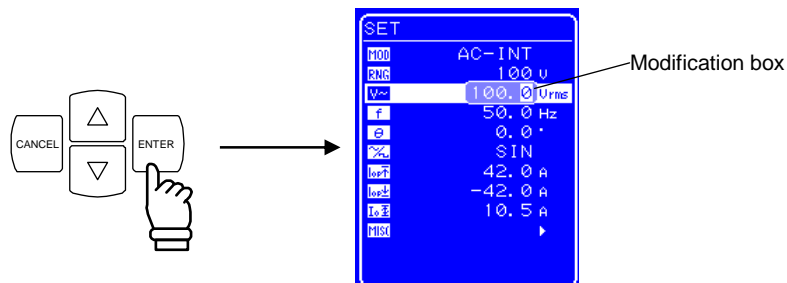 SET
MOD AC-INT
RNG 100 V
V~ 100.0 Vrms
f 50.0 Hz
θ 0.0 °
SIN
42.0 A
-42.0 A
10.5 A
MISC
Modification box
CANCEL
ENTER